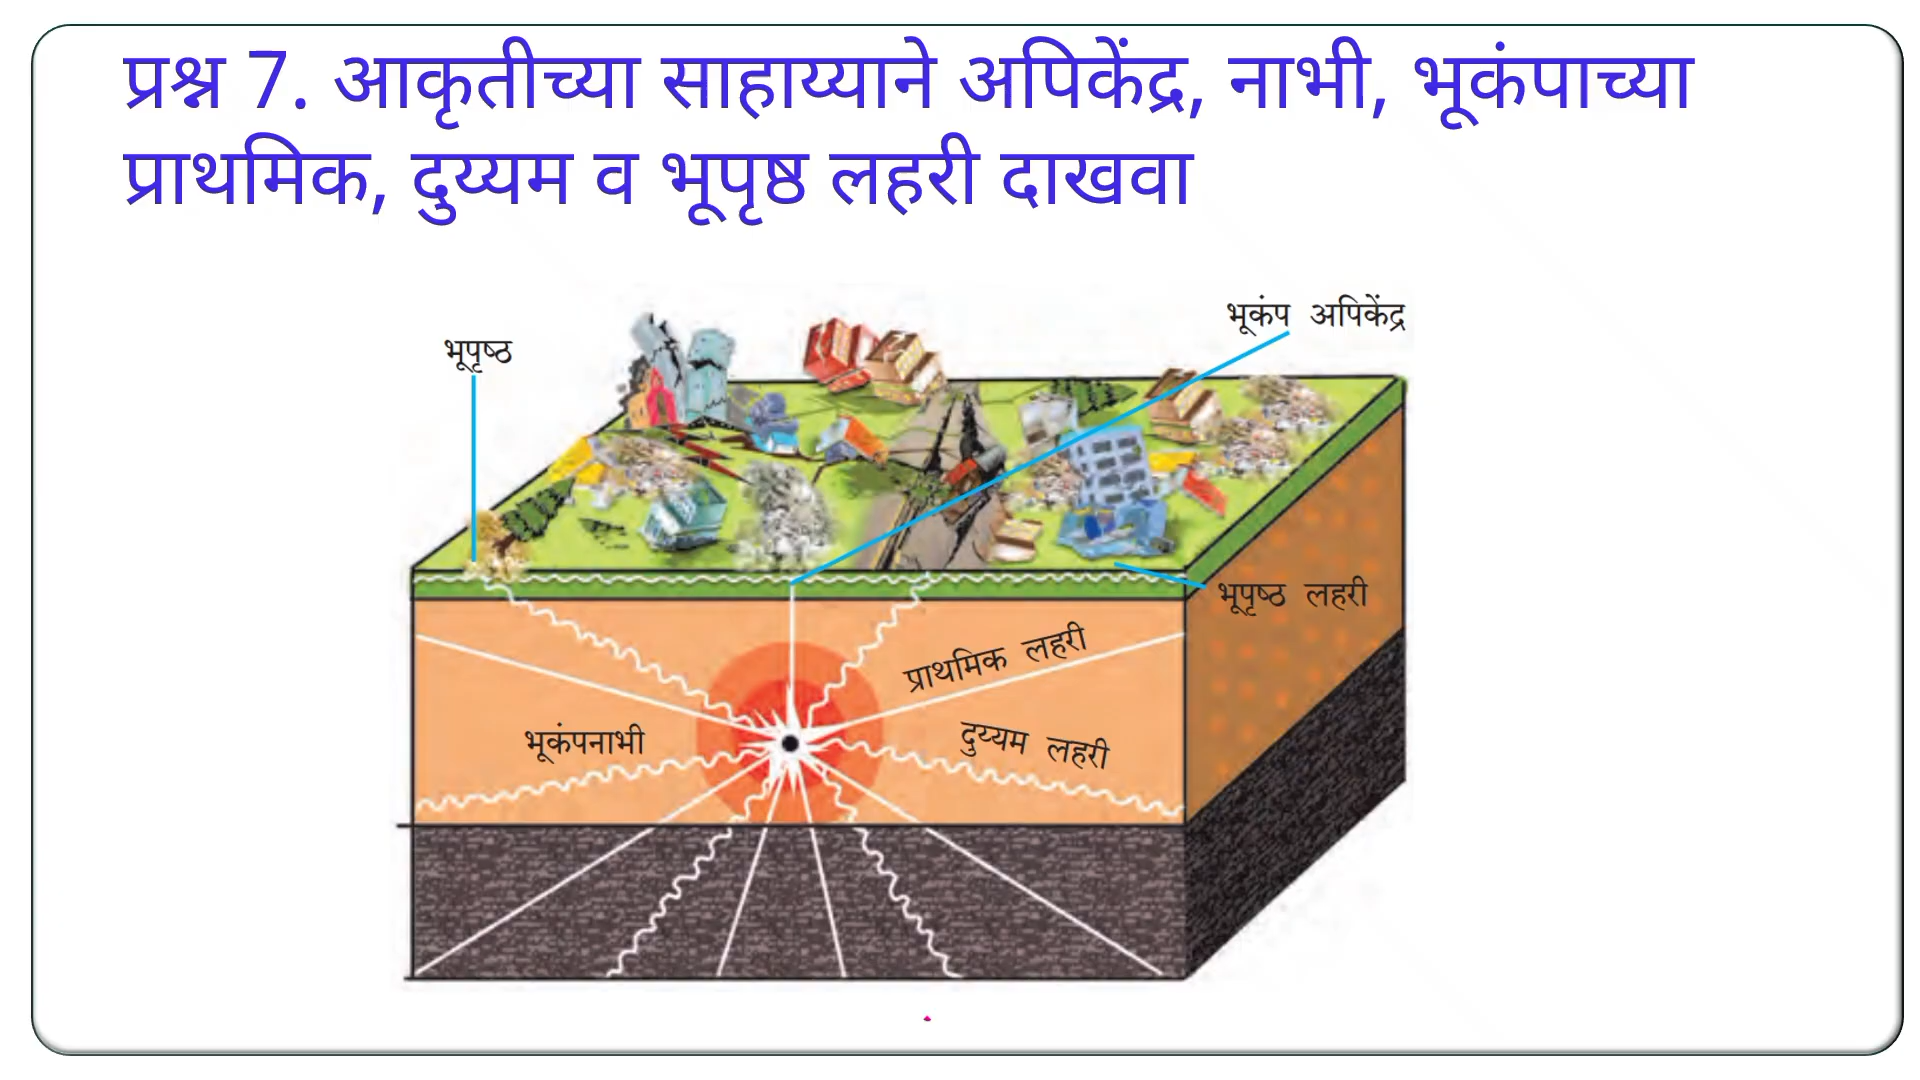 प्रश्न 7. आकृतीच्या साहाय्याने अपिकेंद्र, नाभी, भूकंपाच्या
प्राथमिक, दुय्यम व भूपृष्ठ लहरी दाखवा
भूकंप अपिकेंद्र
भूपृष्ठ
भूपृष्ठ लहरी
प्राथमिक लहरी
भूकंपनाभी
दुय्यम लहरी